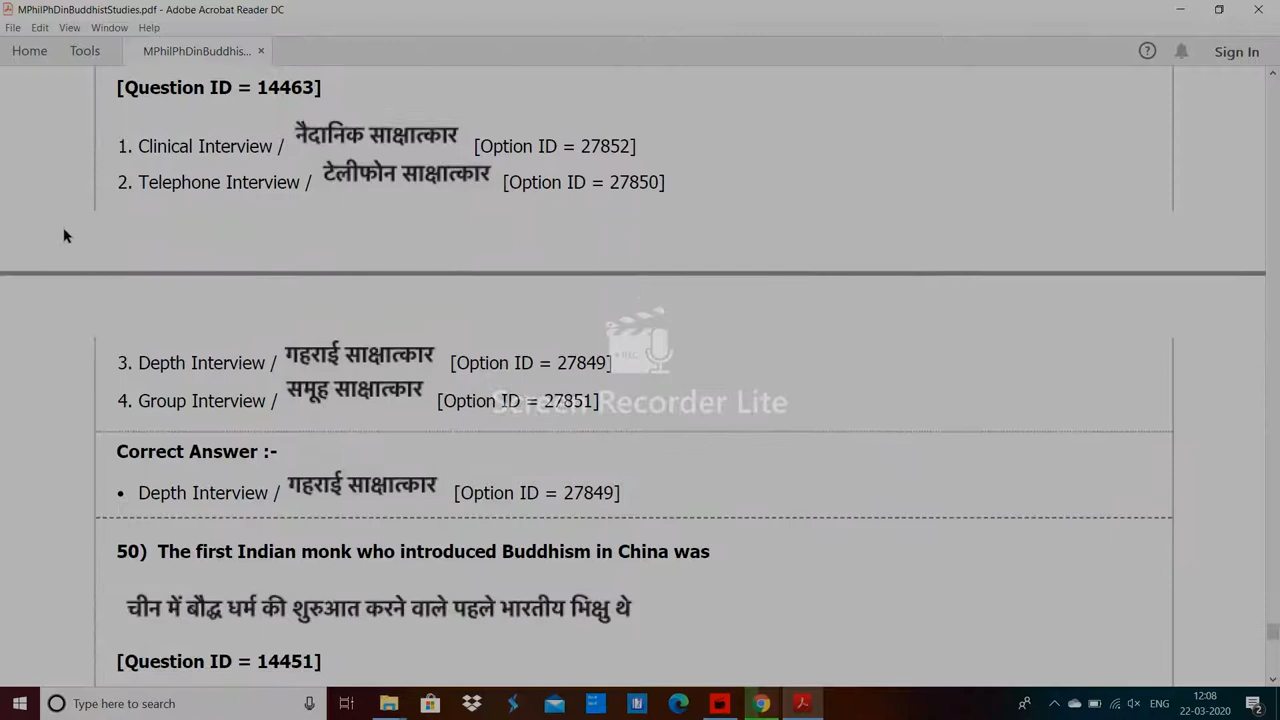 MPhilPhDinBuddhistStudies.pdf - Adobe Acrobat Reader DC
File Edit View Window Help
Home Tools MPhilPhDinBuddhis... × Sign In
[Question ID = 14463]
1. Clinical Interview / नैदानिक साक्षात्कार [Option ID = 27852]
2. Telephone Interview / टेलीफोन साक्षात्कार [Option ID = 27850]
3. Depth Interview / गहराई साक्षात्कार [Option ID = 27849]
4. Group Interview / समूह साक्षात्कार [Option ID = 27851]
REC
Screen Recorder Lite
Correct Answer :-
• Depth Interview / गहराई साक्षात्कार [Option ID = 27849]
50) The first Indian monk who introduced Buddhism in China was
चीन में बौद्ध धर्म की शुरुआत करने वाले पहले भारतीय भिक्षु थे
[Question ID = 14451]
Type here to search
ENG
12:08
22-03-2020
2